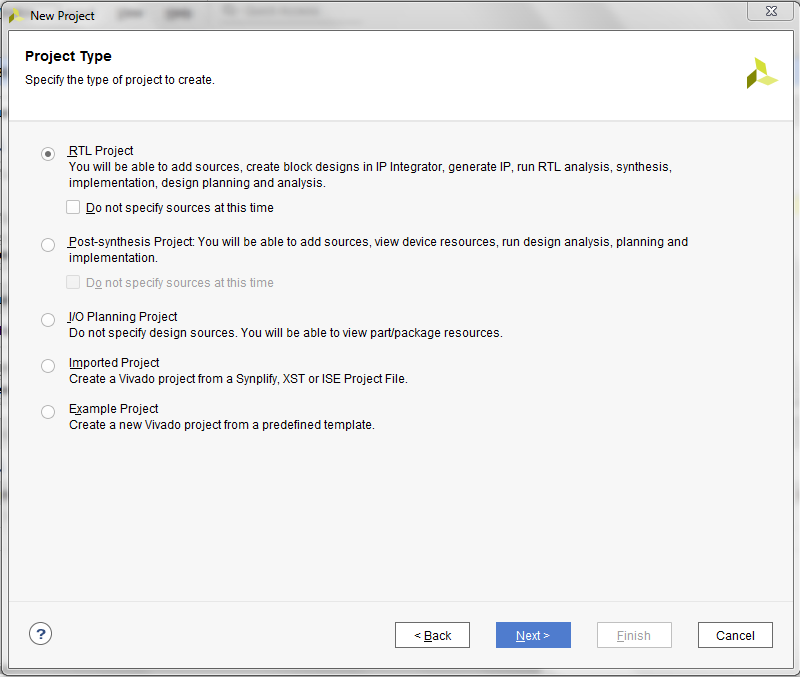 New Project
Project Type
Specify the type of project to create.
RTL Project
You will be able to add sources, create block designs in IP Integrator, generate IP, run RTL analysis, synthesis,
implementation, design planning and analysis.
Do not specify sources at this time
Post-synthesis Project: You will be able to add sources, view device resources, run design analysis, planning and
implementation.
Do not specify sources at this time
I/O Planning Project
Do not specify design sources. You will be able to view part/package resources.
Imported Project
Create a Vivado project from a Synplify, XST or ISE Project File.
Example Project
Create a new Vivado project from a predefined template.
?
< Back
Next >
Finish
Cancel